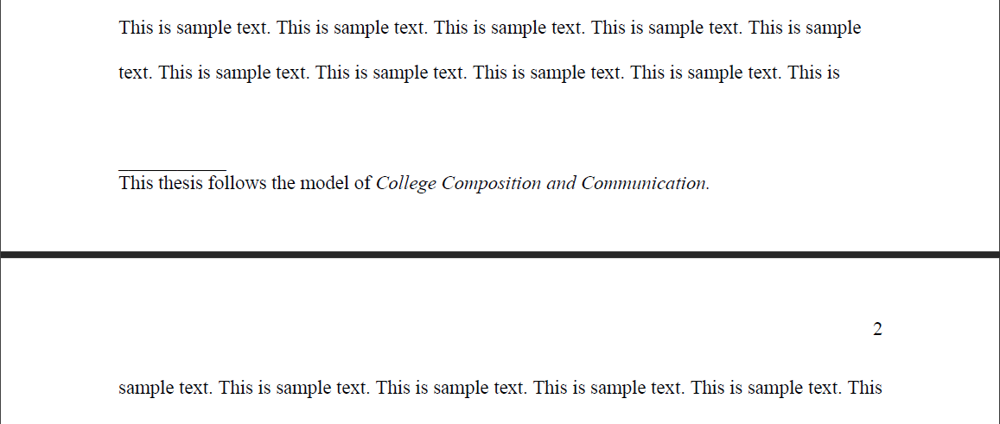 This is sample text. This is sample text. This is sample text. This is sample text. This is sample
text. This is sample text. This is sample text. This is sample text. This is sample text. This is
This thesis follows the model of College Composition and Communication.
2
sample text. This is sample text. This is sample text. This is sample text. This is sample text. This